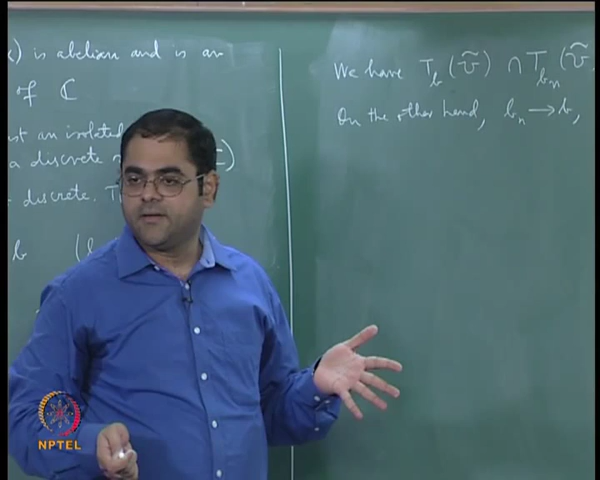 ) is abelian and is an
of ℂ
just an isolated
a discrete
discrete. T
b
We have T_b(Ũ) ∩ T_{b_n}(Ũ
On the other hand, b_n → b,
NPTEL